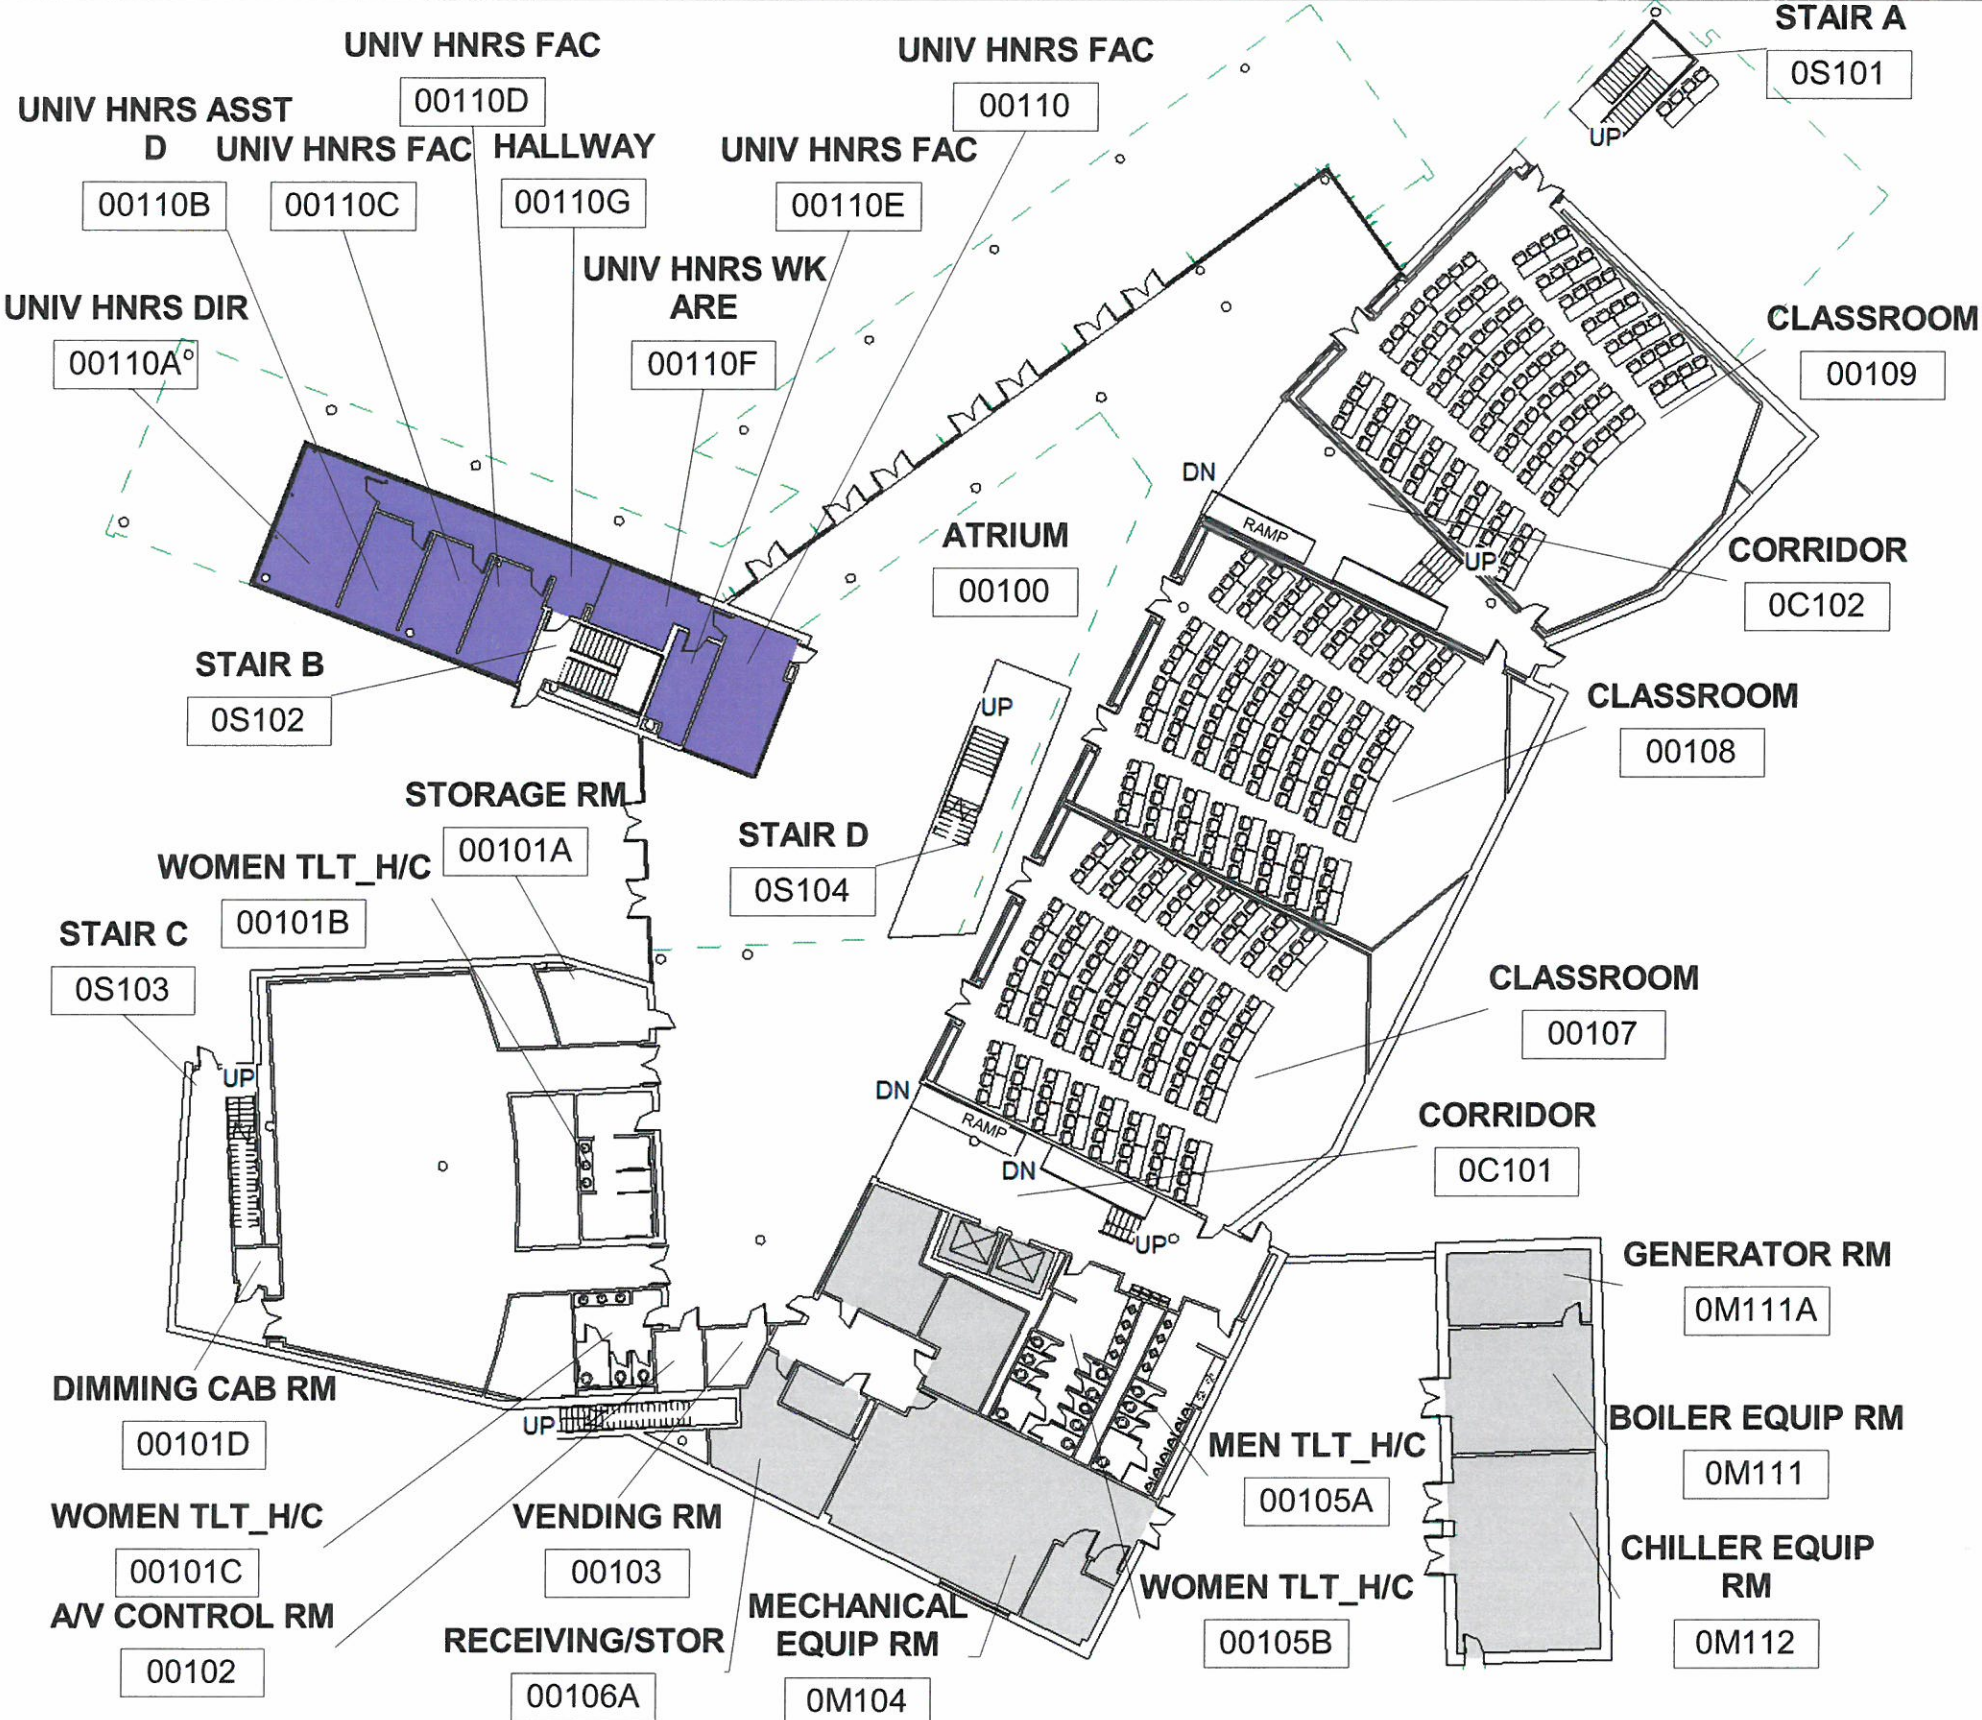 STAIR A
0S101
UP
UNIV HNRS FAC
00110D
UNIV HNRS FAC
00110
UNIV HNRS ASST
D
00110B
UNIV HNRS FAC
00110C
HALLWAY
00110G
UNIV HNRS FAC
00110E
UNIV HNRS WK
ARE
00110F
UNIV HNRS DIR
00110A
CLASSROOM
00109
DN
RAMP
UP
ATRIUM
00100
CORRIDOR
0C102
STAIR B
0S102
UP
CLASSROOM
00108
STORAGE RM
00101A
STAIR D
0S104
WOMEN TLT_H/C
00101B
STAIR C
0S103
UP
CLASSROOM
00107
DN
RAMP
DN
UP
CORRIDOR
0C101
GENERATOR RM
0M111A
DIMMING CAB RM
00101D
UP
BOILER EQUIP RM
0M111
MEN TLT_H/C
00105A
WOMEN TLT_H/C
00101C
VENDING RM
00103
CHILLER EQUIP
RM
0M112
A/V CONTROL RM
00102
RECEIVING/STOR
00106A
MECHANICAL
EQUIP RM
0M104
WOMEN TLT_H/C
00105B